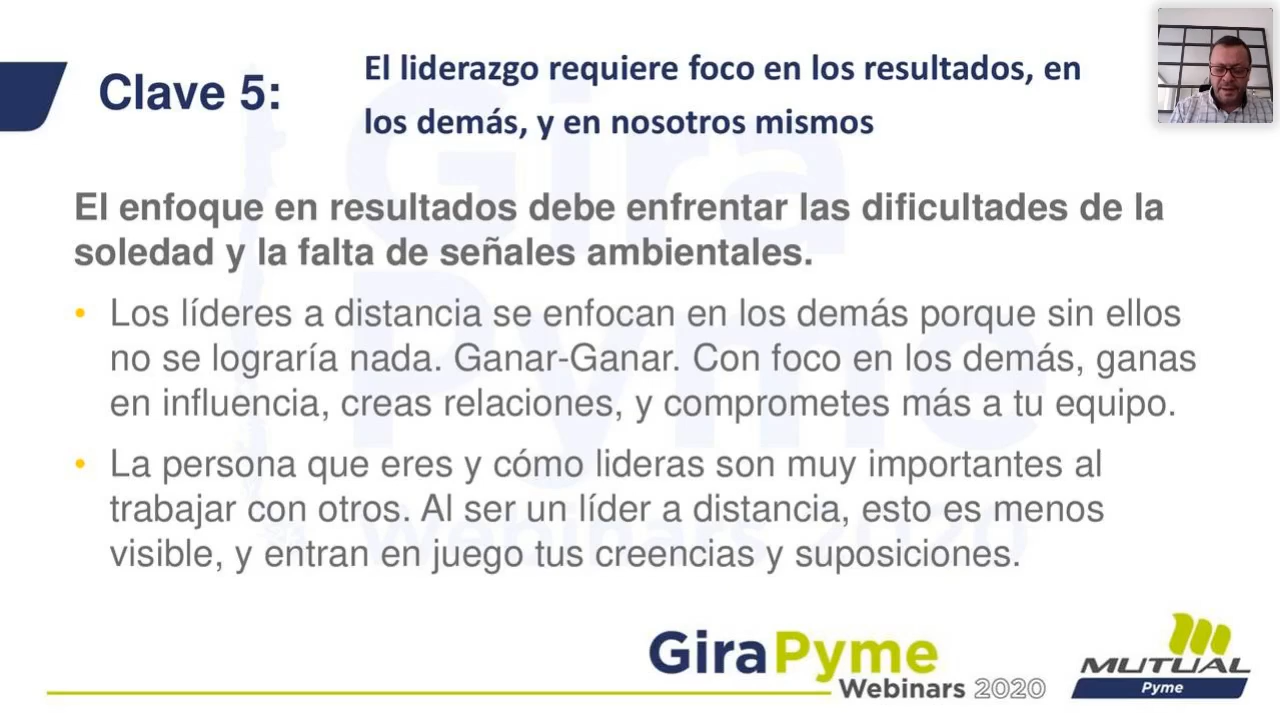 Clave 5:
El liderazgo requiere foco en los resultados, en
los demás, y en nosotros mismos
El enfoque en resultados debe enfrentar las dificultades de la
soledad y la falta de señales ambientales.
• Los líderes a distancia se enfocan en los demás porque sin ellos
no se lograría nada. Ganar-Ganar. Con foco en los demás, ganas
en influencia, creas relaciones, y comprometes más a tu equipo.
• La persona que eres y cómo lideras son muy importantes al
trabajar con otros. Al ser un líder a distancia, esto es menos
visible, y entran en juego tus creencias y suposiciones.
Gira Pyme
Webinars 2020
GiraPyme
Webinars 2020
MUTUAL
Pyme